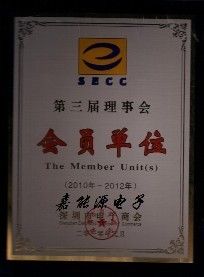 SECC
第三届理事会
会员单位
The Member Unit(s)
(2010年－2012年)
嘉能源电子
深圳市电子商会